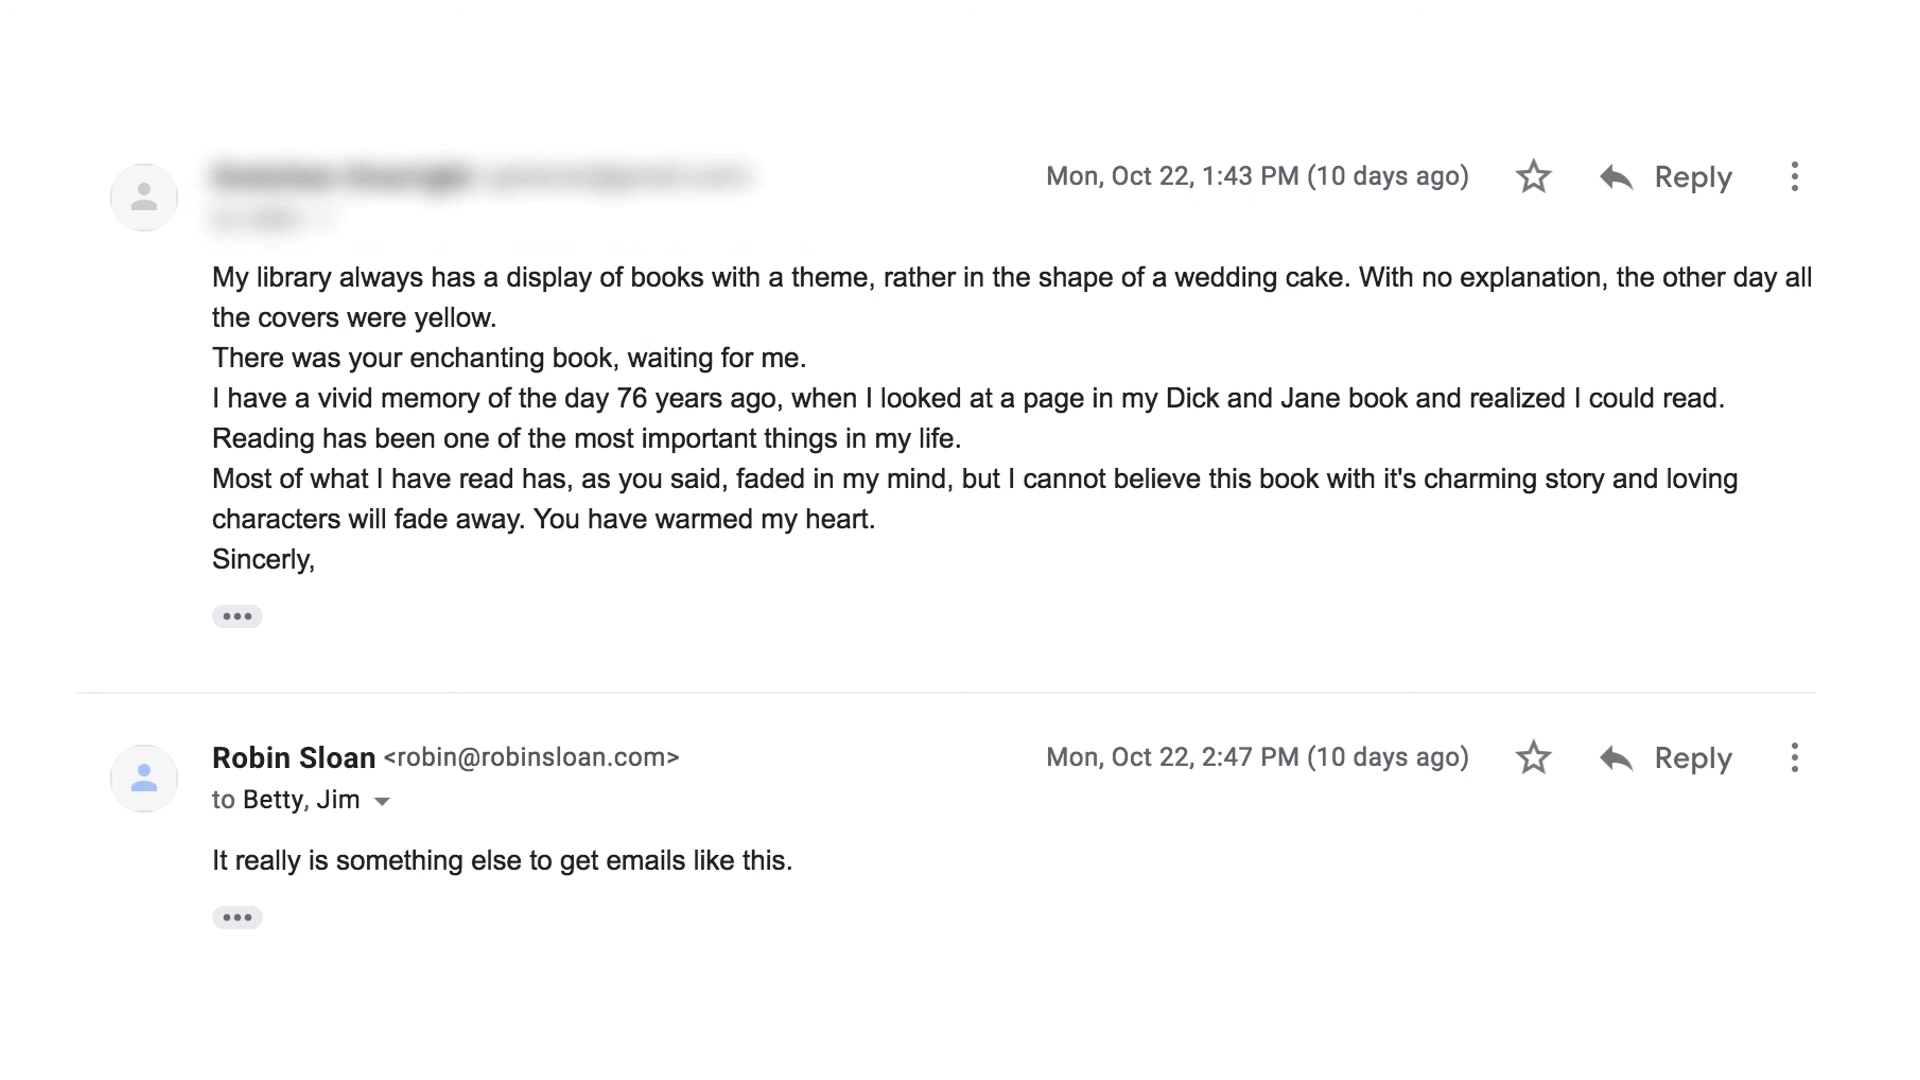 Mon, Oct 22, 1:43 PM (10 days ago)
Reply
My library always has a display of books with a theme, rather in the shape of a wedding cake. With no explanation, the other day all
the covers were yellow.
There was your enchanting book, waiting for me.
I have a vivid memory of the day 76 years ago, when I looked at a page in my Dick and Jane book and realized I could read.
Reading has been one of the most important things in my life.
Most of what I have read has, as you said, faded in my mind, but I cannot believe this book with it's charming story and loving
characters will fade away. You have warmed my heart.
Sincerly,
Robin Sloan <robin@robinsloan.com>
Mon, Oct 22, 2:47 PM (10 days ago)
Reply
to Betty, Jim
It really is something else to get emails like this.